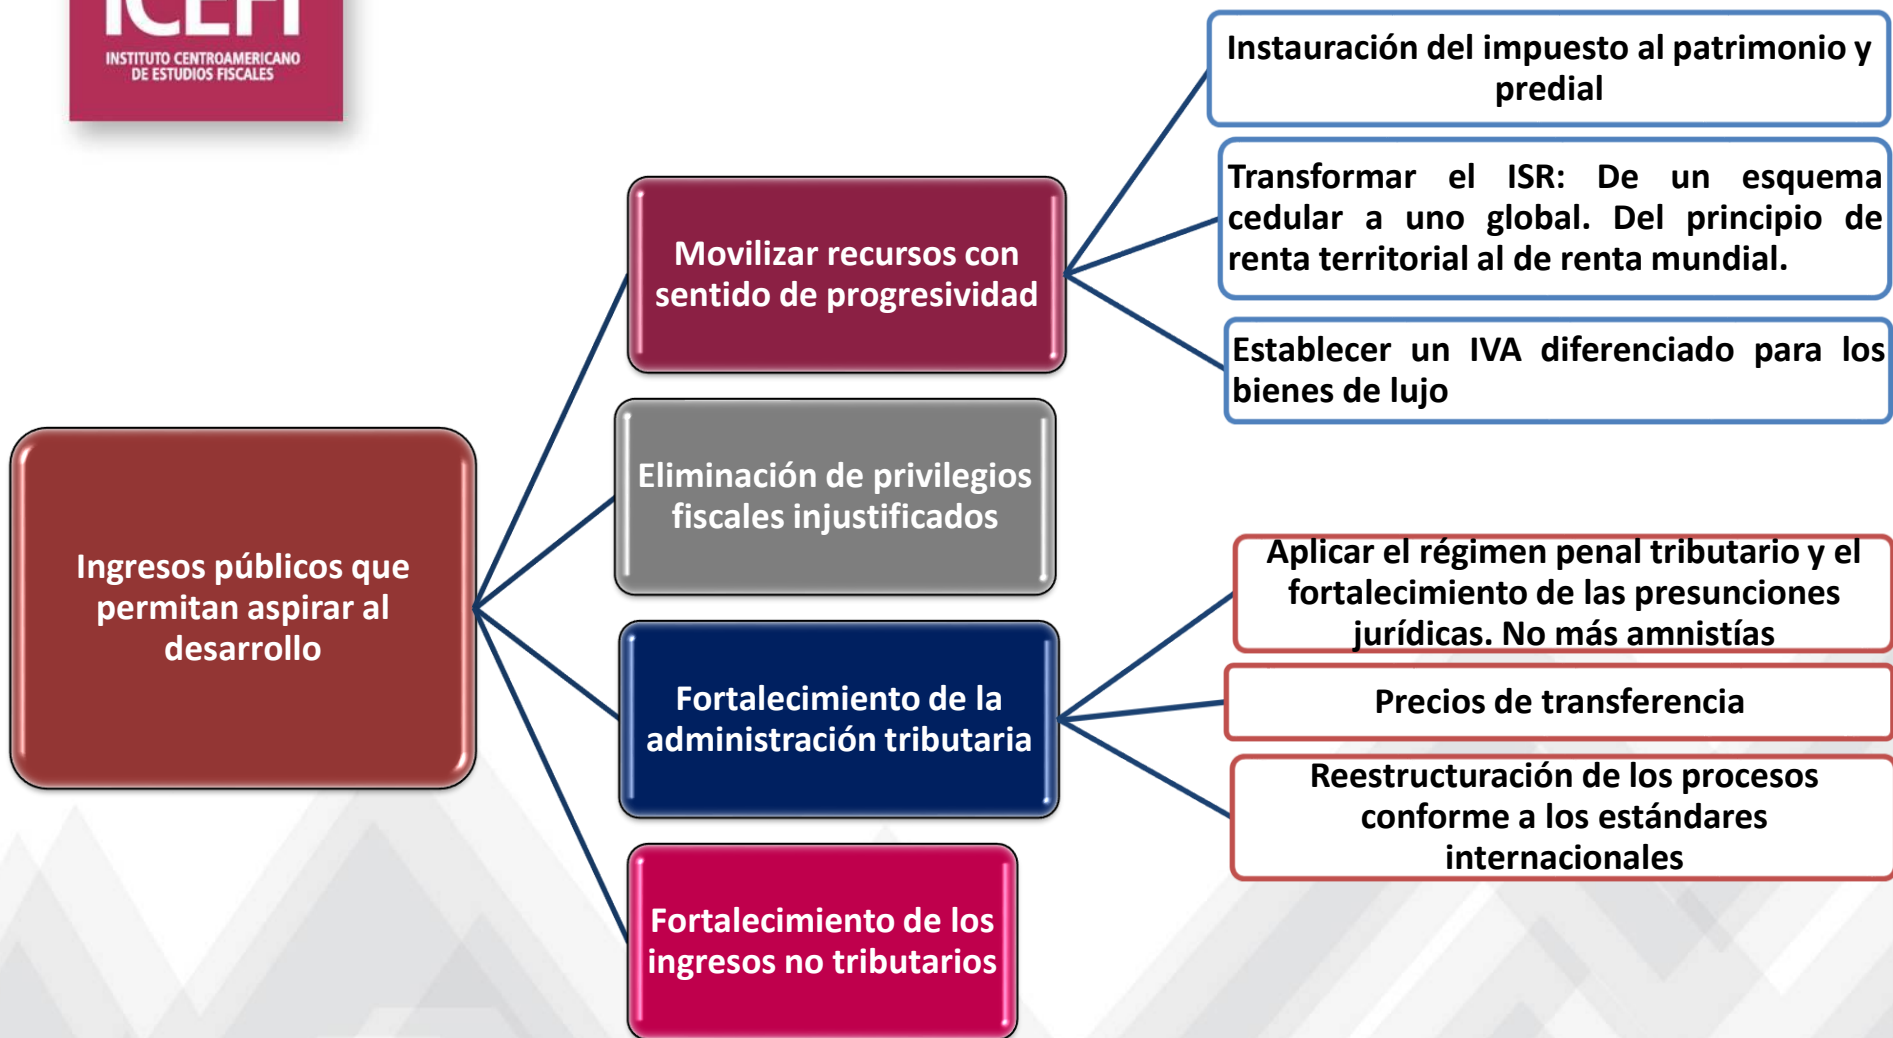 ICEFI
INSTITUTO CENTROAMERICANO
DE ESTUDIOS FISCALES
Ingresos públicos que
permitan aspirar al
desarrollo
Movilizar recursos con
sentido de progresividad
Instauración del impuesto al patrimonio y
predial
Transformar el ISR: De un esquema
cedular a uno global. Del principio de
renta territorial al de renta mundial.
Establecer un IVA diferenciado para los
bienes de lujo
Eliminación de privilegios
fiscales injustificados
Fortalecimiento de la
administración tributaria
Aplicar el régimen penal tributario y el
fortalecimiento de las presunciones
jurídicas. No más amnistías
Precios de transferencia
Reestructuración de los procesos
conforme a los estándares
internacionales
Fortalecimiento de los
ingresos no tributarios